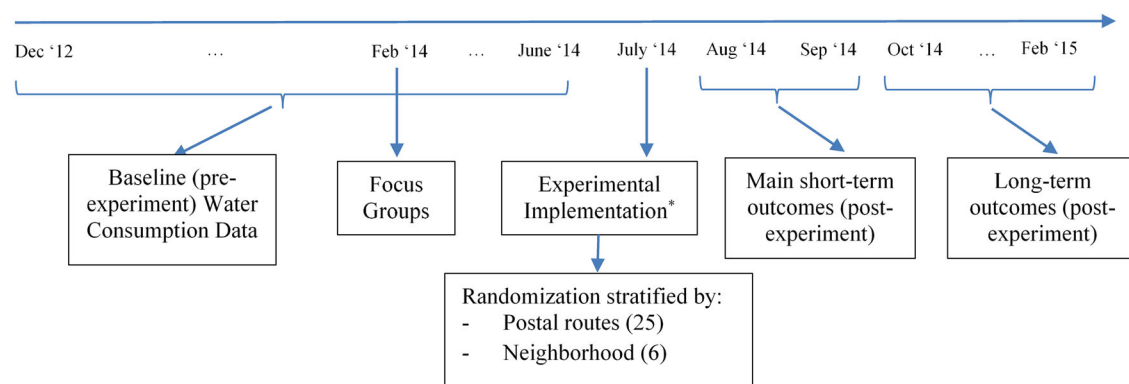 Dec ‘12 … Feb ‘14 … June ‘14 July ‘14 Aug ‘14 Sep ‘14 Oct ‘14 … Feb ‘15
Baseline (pre-
experiment) Water
Consumption Data
Focus
Groups
Experimental
Implementation*
Main short-term
outcomes (post-
experiment)
Long-term
outcomes (post-
experiment)
Randomization stratified by:
- Postal routes (25)
- Neighborhood (6)